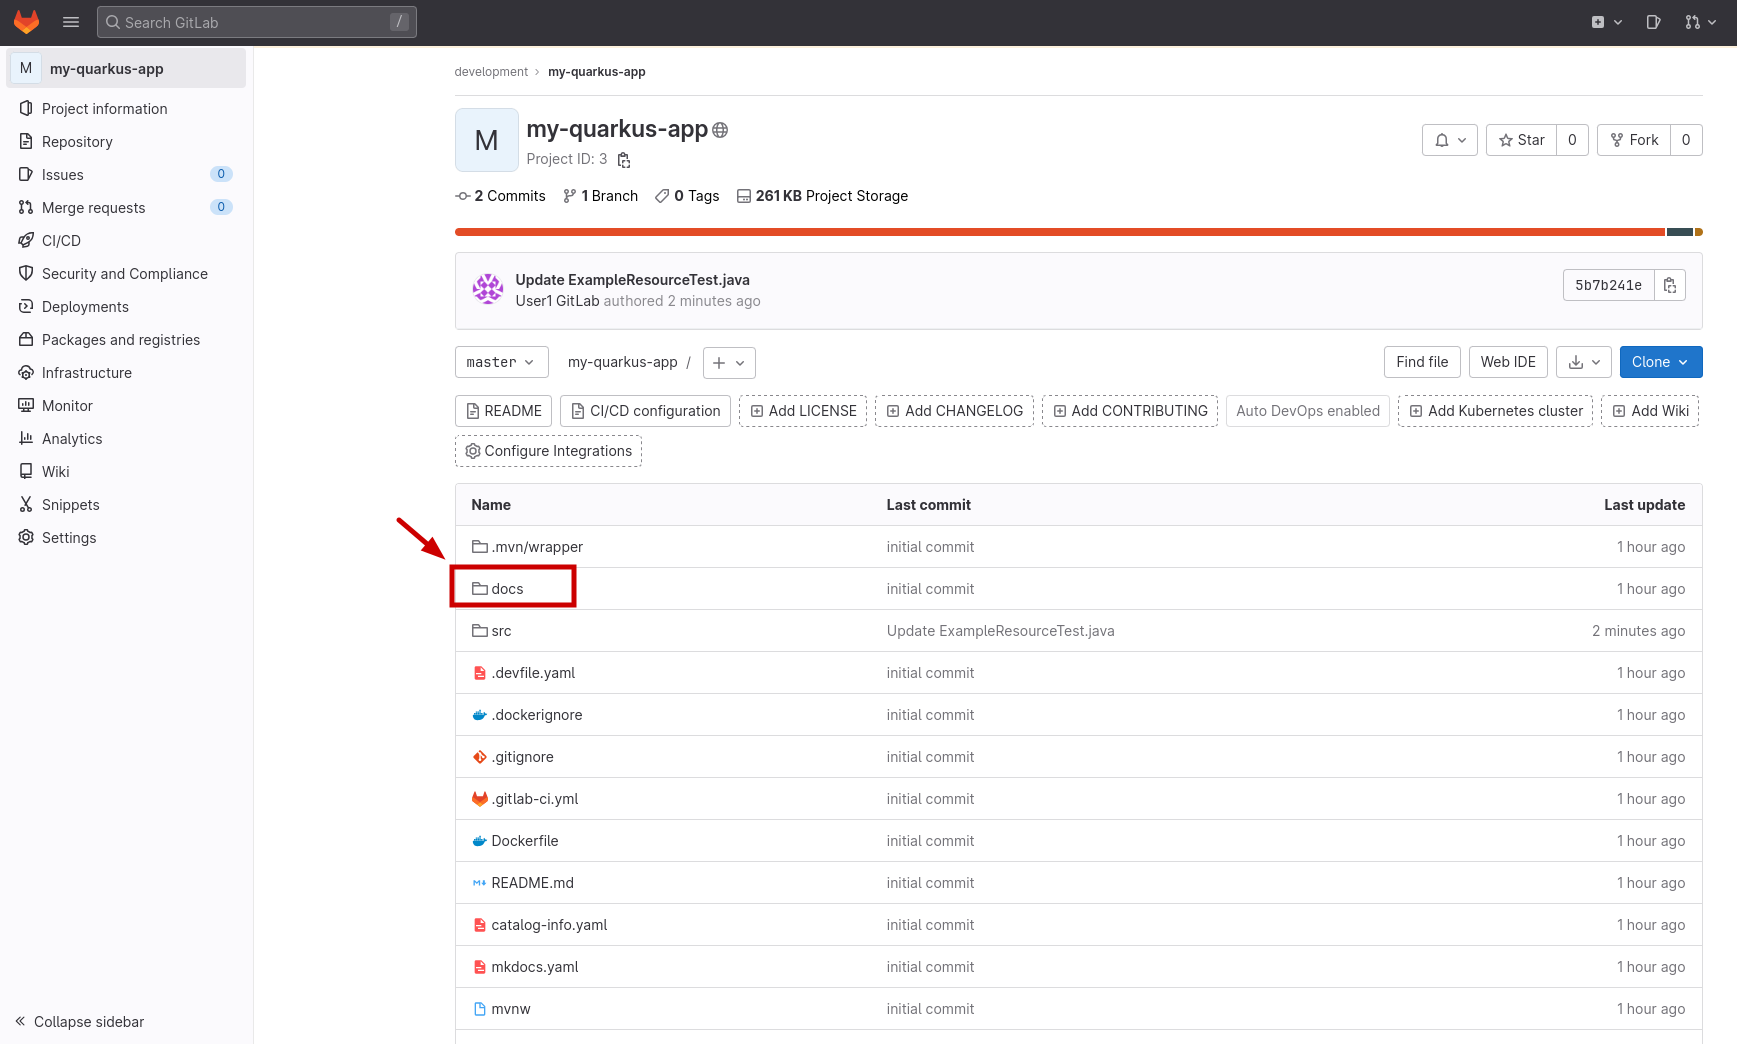 Search GitLab /
M my-quarkus-app
Project information
Repository
Issues 0
Merge requests 0
CI/CD
Security and Compliance
Deployments
Packages and registries
Infrastructure
Monitor
Analytics
Wiki
Snippets
Settings
Collapse sidebar
development my-quarkus-app
M
my-quarkus-app
Project ID: 3
Star 0 Fork 0
2 Commits 1 Branch 0 Tags 261 KB Project Storage
Update ExampleResourceTest.java
User1 GitLab authored 2 minutes ago
5b7b241e
master my-quarkus-app / Find file Web IDE Clone
README CI/CD configuration Add LICENSE Add CHANGELOG Add CONTRIBUTING Auto DevOps enabled Add Kubernetes cluster Add Wiki
Configure Integrations
Name Last commit Last update
.mvn/wrapper initial commit 1 hour ago
docs initial commit 1 hour ago
src Update ExampleResourceTest.java 2 minutes ago
.devfile.yaml initial commit 1 hour ago
.dockerignore initial commit 1 hour ago
.gitignore initial commit 1 hour ago
.gitlab-ci.yml initial commit 1 hour ago
Dockerfile initial commit 1 hour ago
README.md initial commit 1 hour ago
catalog-info.yaml initial commit 1 hour ago
mkdocs.yaml initial commit 1 hour ago
mvnw initial commit 1 hour ago